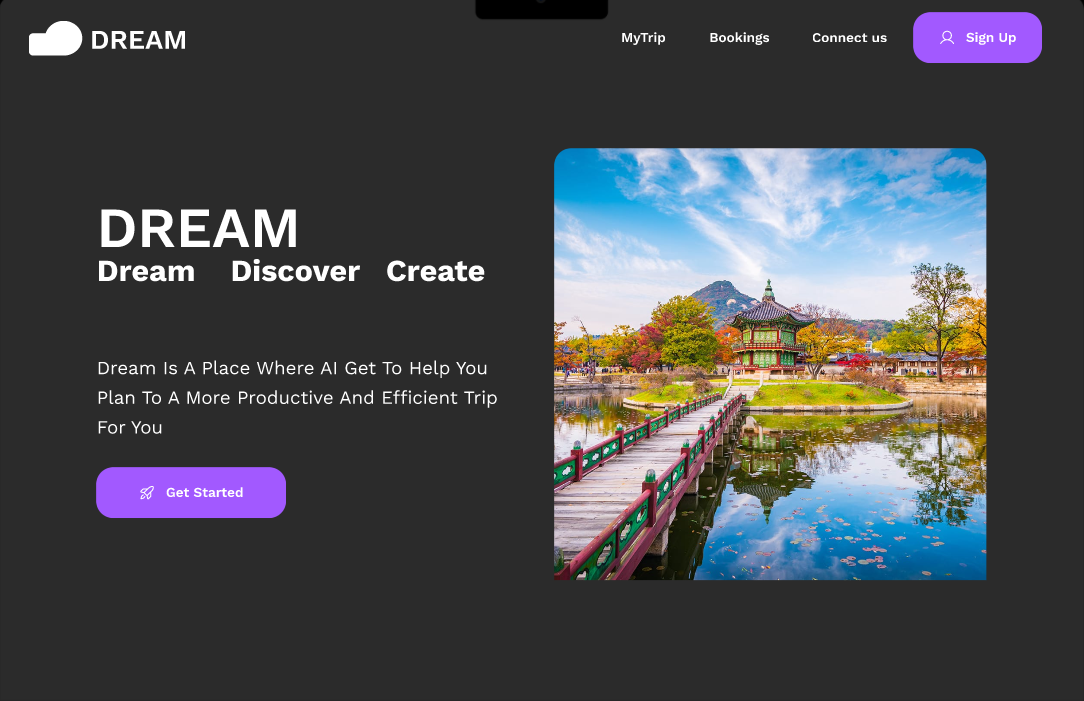 DREAM
MyTrip
Bookings
Connect us
Sign Up
DREAM
Dream Discover Create
Dream Is A Place Where AI Get To Help You
Plan To A More Productive And Efficient Trip
For You
Get Started